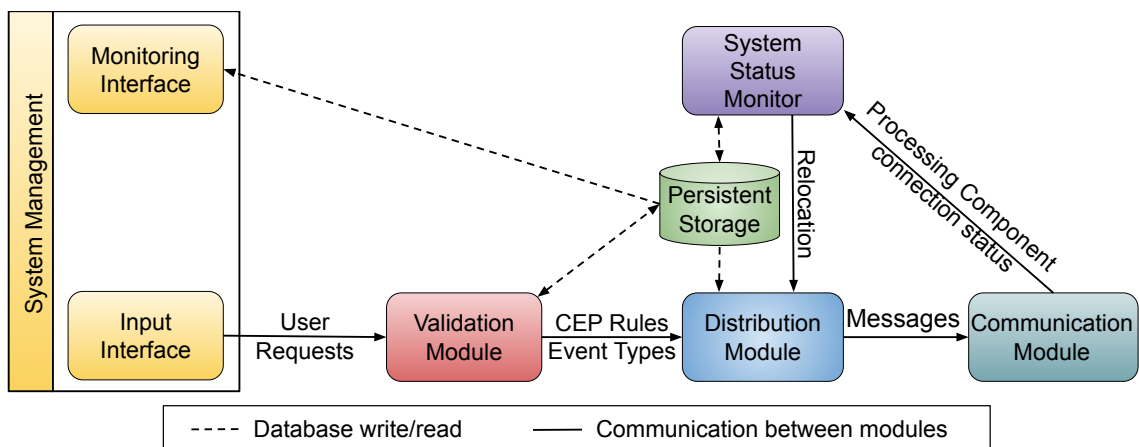 System Management
Monitoring
Interface
System
Status
Monitor
Processing Component
connection status
Relocation
Persistent
Storage
Input
Interface
User
Requests
Validation
Module
CEP Rules
Event Types
Distribution
Module
Messages
Communication
Module
Database write/read
Communication between modules